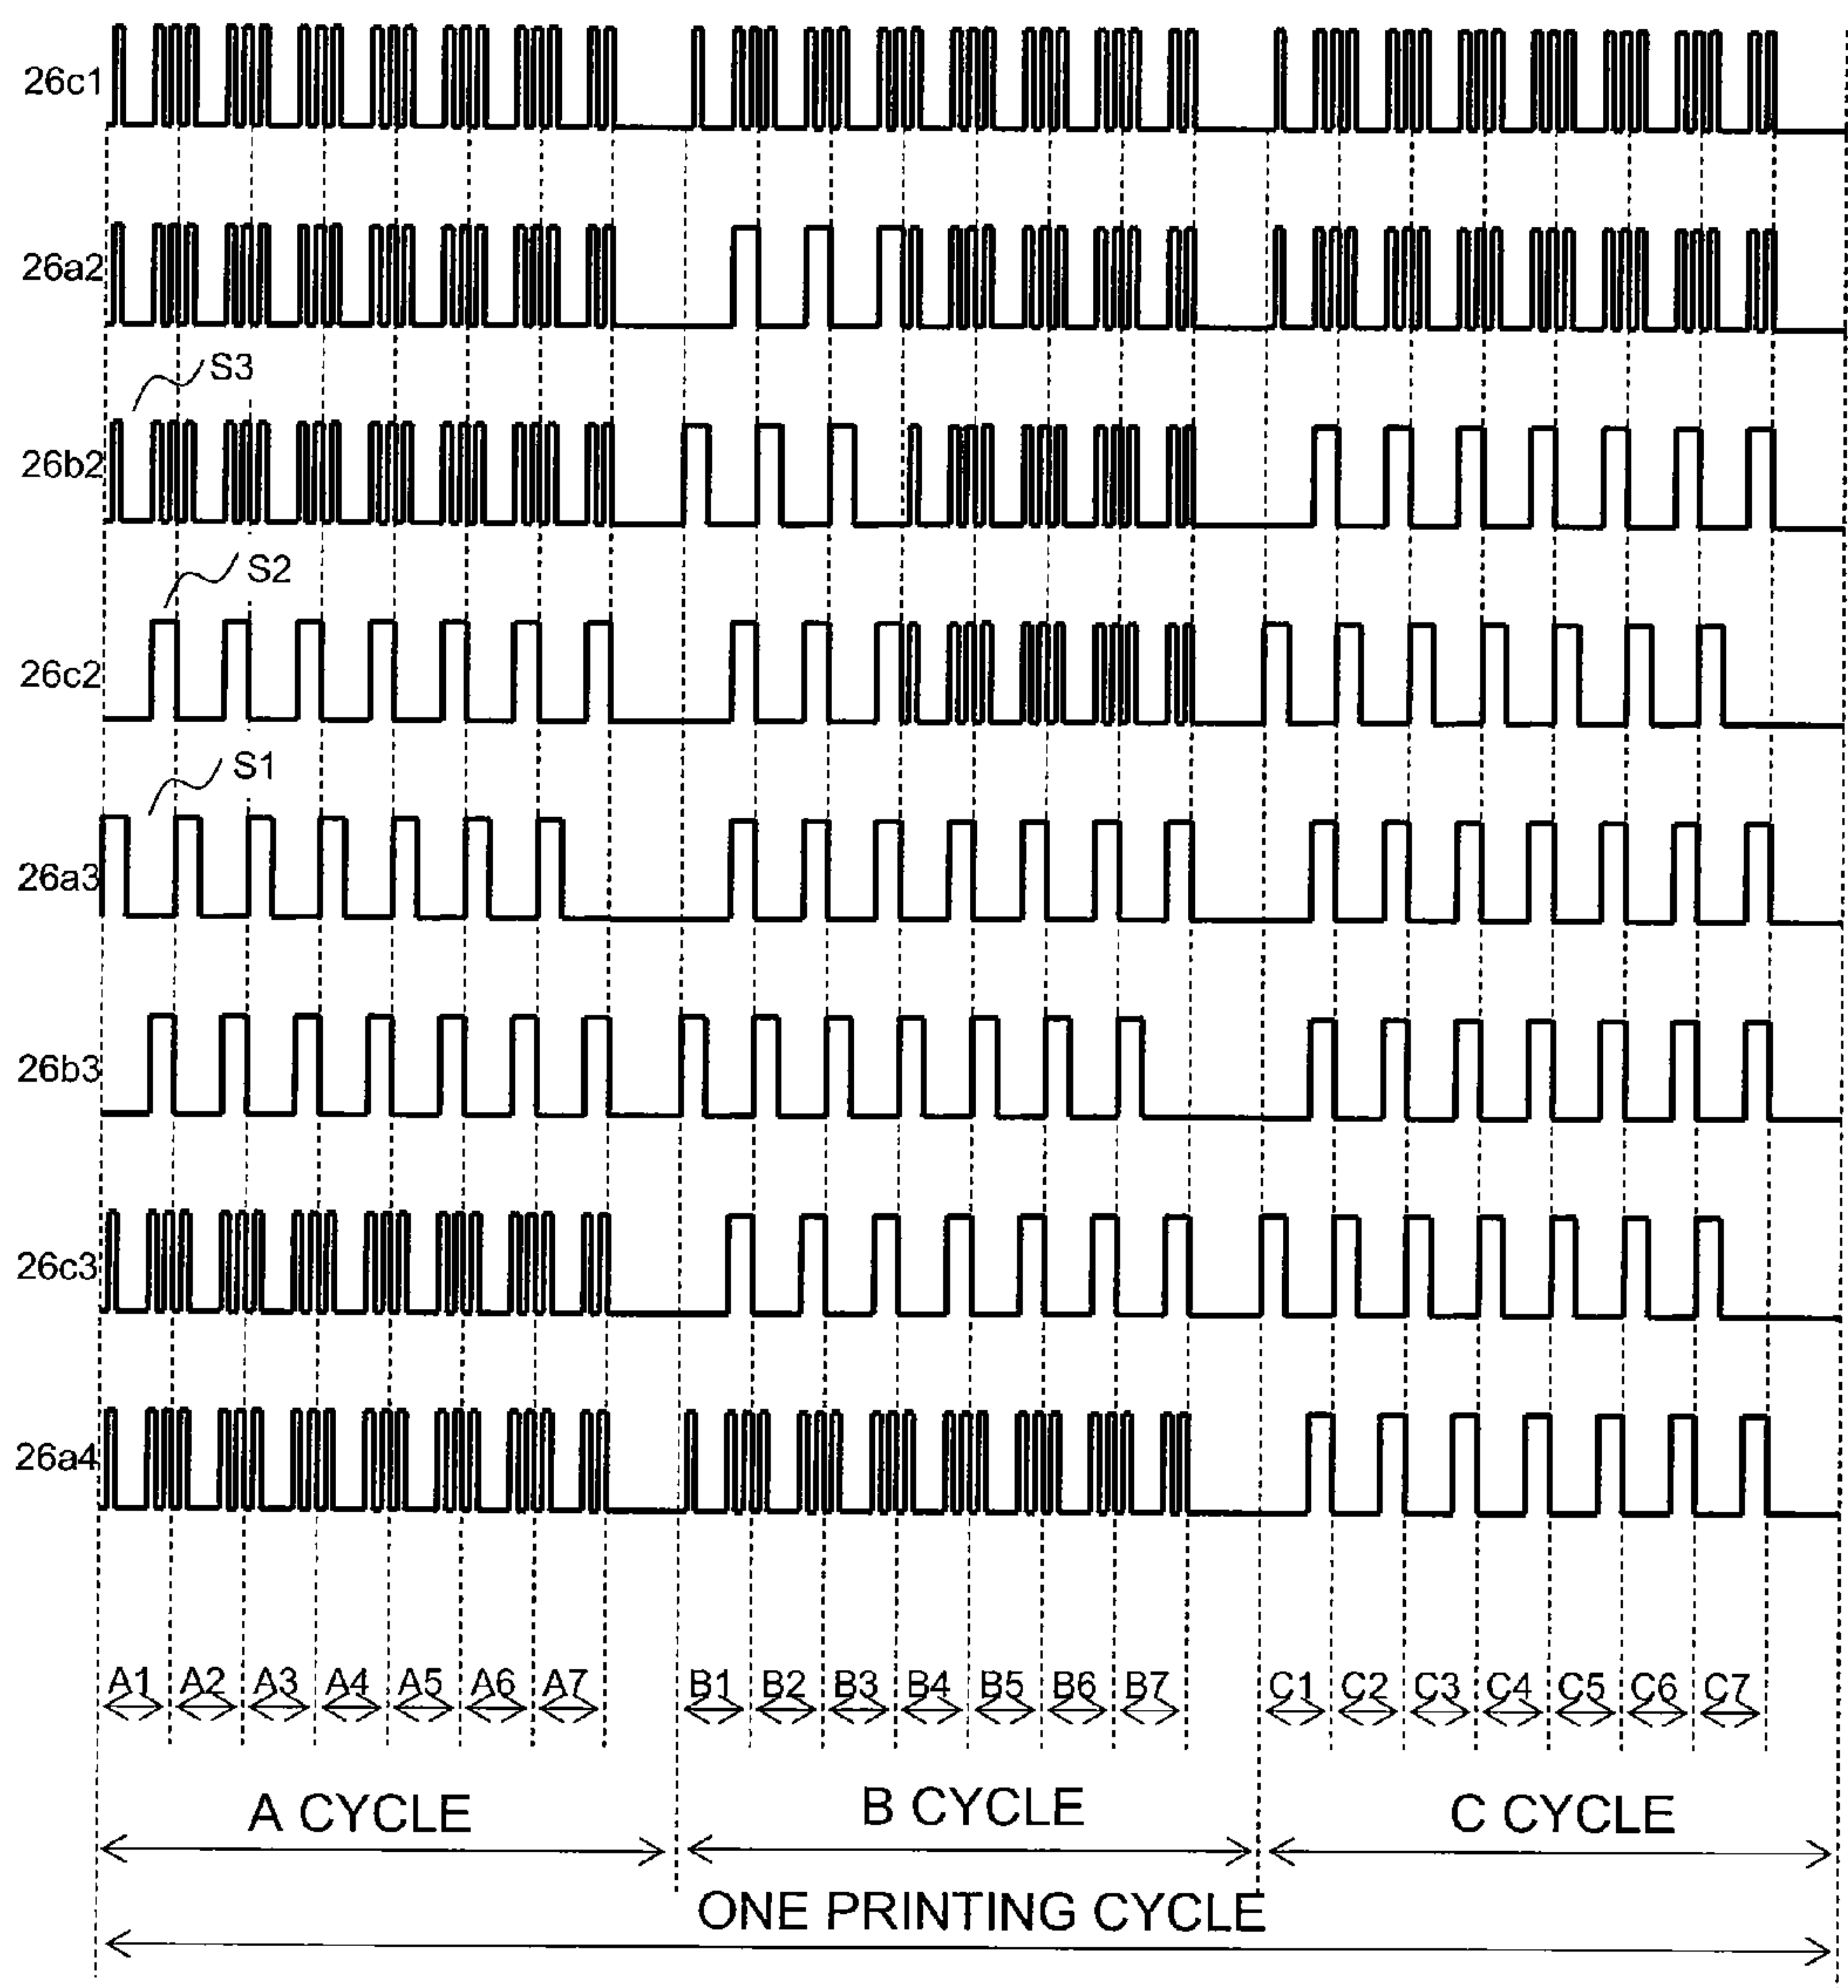 26c1
26a2
S3
26b2
S2
26c2
S1
26a3
26b3
26c3
26a4
A1 A2 A3 A4 A5 A6 A7 B1 B2 B3 B4 B5 B6 B7 C1 C2 C3 C4 C5 C6 C7
A CYCLE B CYCLE C CYCLE
ONE PRINTING CYCLE